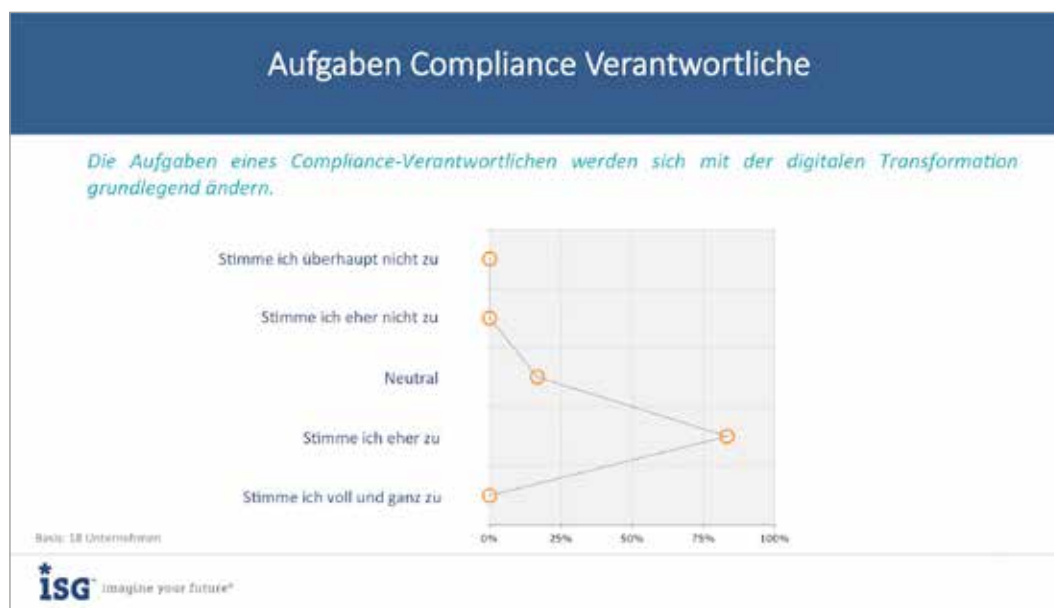 Aufgaben Compliance Verantwortliche
Die Aufgaben eines Compliance-Verantwortlichen werden sich mit der digitalen Transformation
grundlegend ändern.
Stimme ich überhaupt nicht zu
Stimme ich eher nicht zu
Neutral
Stimme ich eher zu
Stimme ich voll und ganz zu
Basis: 18 Unternehmen
0% 25% 50% 75% 100%
ISG imagine your future®